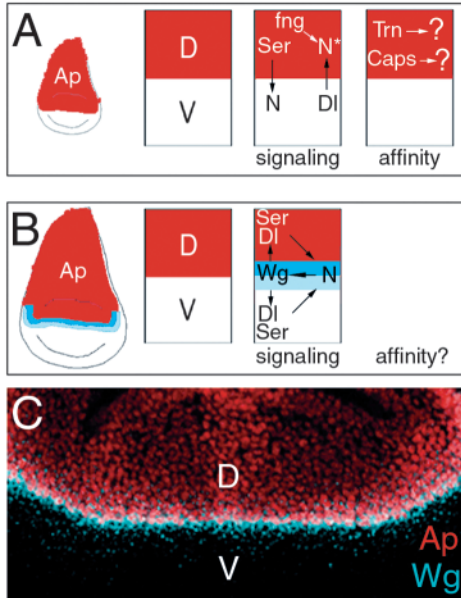 A
Ap
D
V
fng
Ser N*
N Dl
signaling
Trn → ?
Caps → ?
affinity
B
Ap
D
V
Ser
Dl
Wg N
Dl
Ser
signaling
affinity?
C
D
V
Ap
Wg